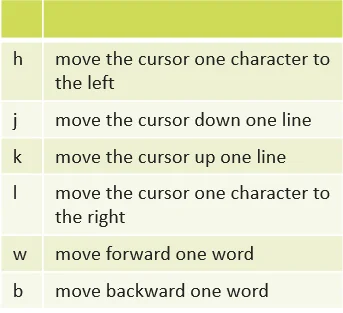 h move the cursor one character to
the left
j move the cursor down one line
k move the cursor up one line
l move the cursor one character to
the right
w move forward one word
b move backward one word